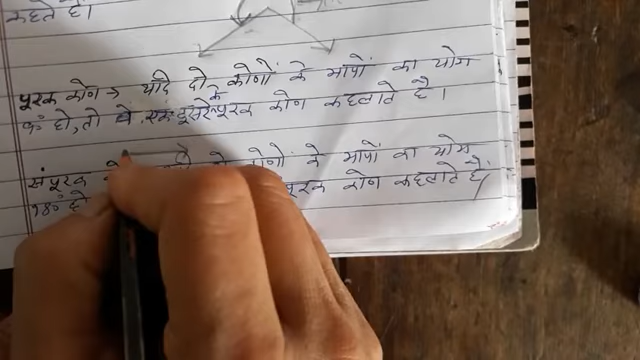 कहते हैं।
पूरक कोण → यदि दो कोणों के मापों का योग
90° हो, तो वे एक दूसरे के पूरक कोण कहलाते है।
संपूरक दो कोणों के मापों का योग
180° हो पूरक कोण कहलाते है